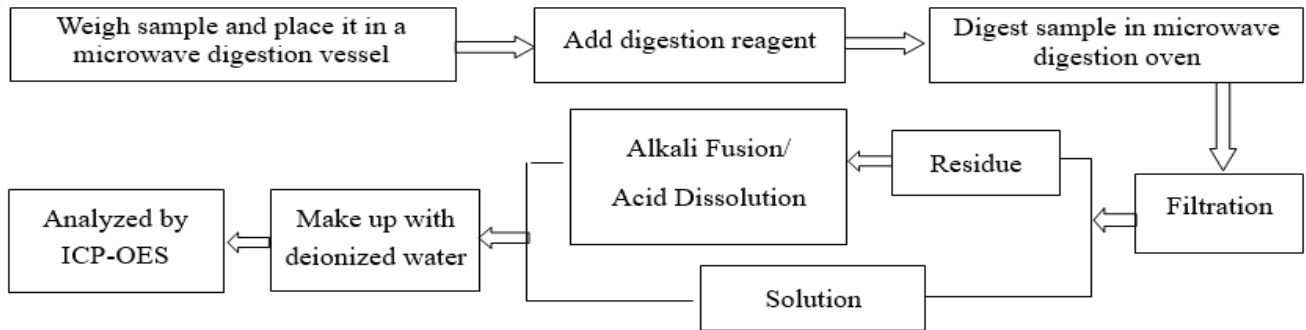 Weigh sample and place it in a
microwave digestion vessel
Add digestion reagent
Digest sample in microwave
digestion oven
Filtration
Residue
Alkali Fusion/
Acid Dissolution
Solution
Make up with
deionized water
Analyzed by
ICP-OES